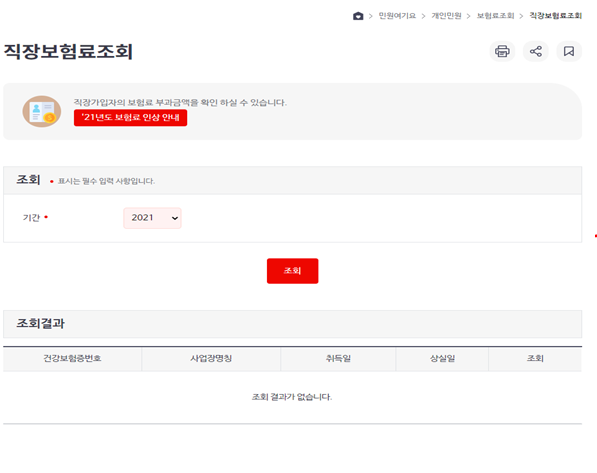 > 민원여기요 > 개인민원 > 보험료조회 > 직장보험료조회
직장보험료조회
직장가입자의 보험료 부과금액을 확인 하실 수 있습니다.
'21년도 보험료 인상 안내
조회 • 표시는 필수 입력 사항입니다.
기간 • 2021
조회
조회결과
건강보험증번호 사업장명칭 취득일 상실일 조회
조회 결과가 없습니다.